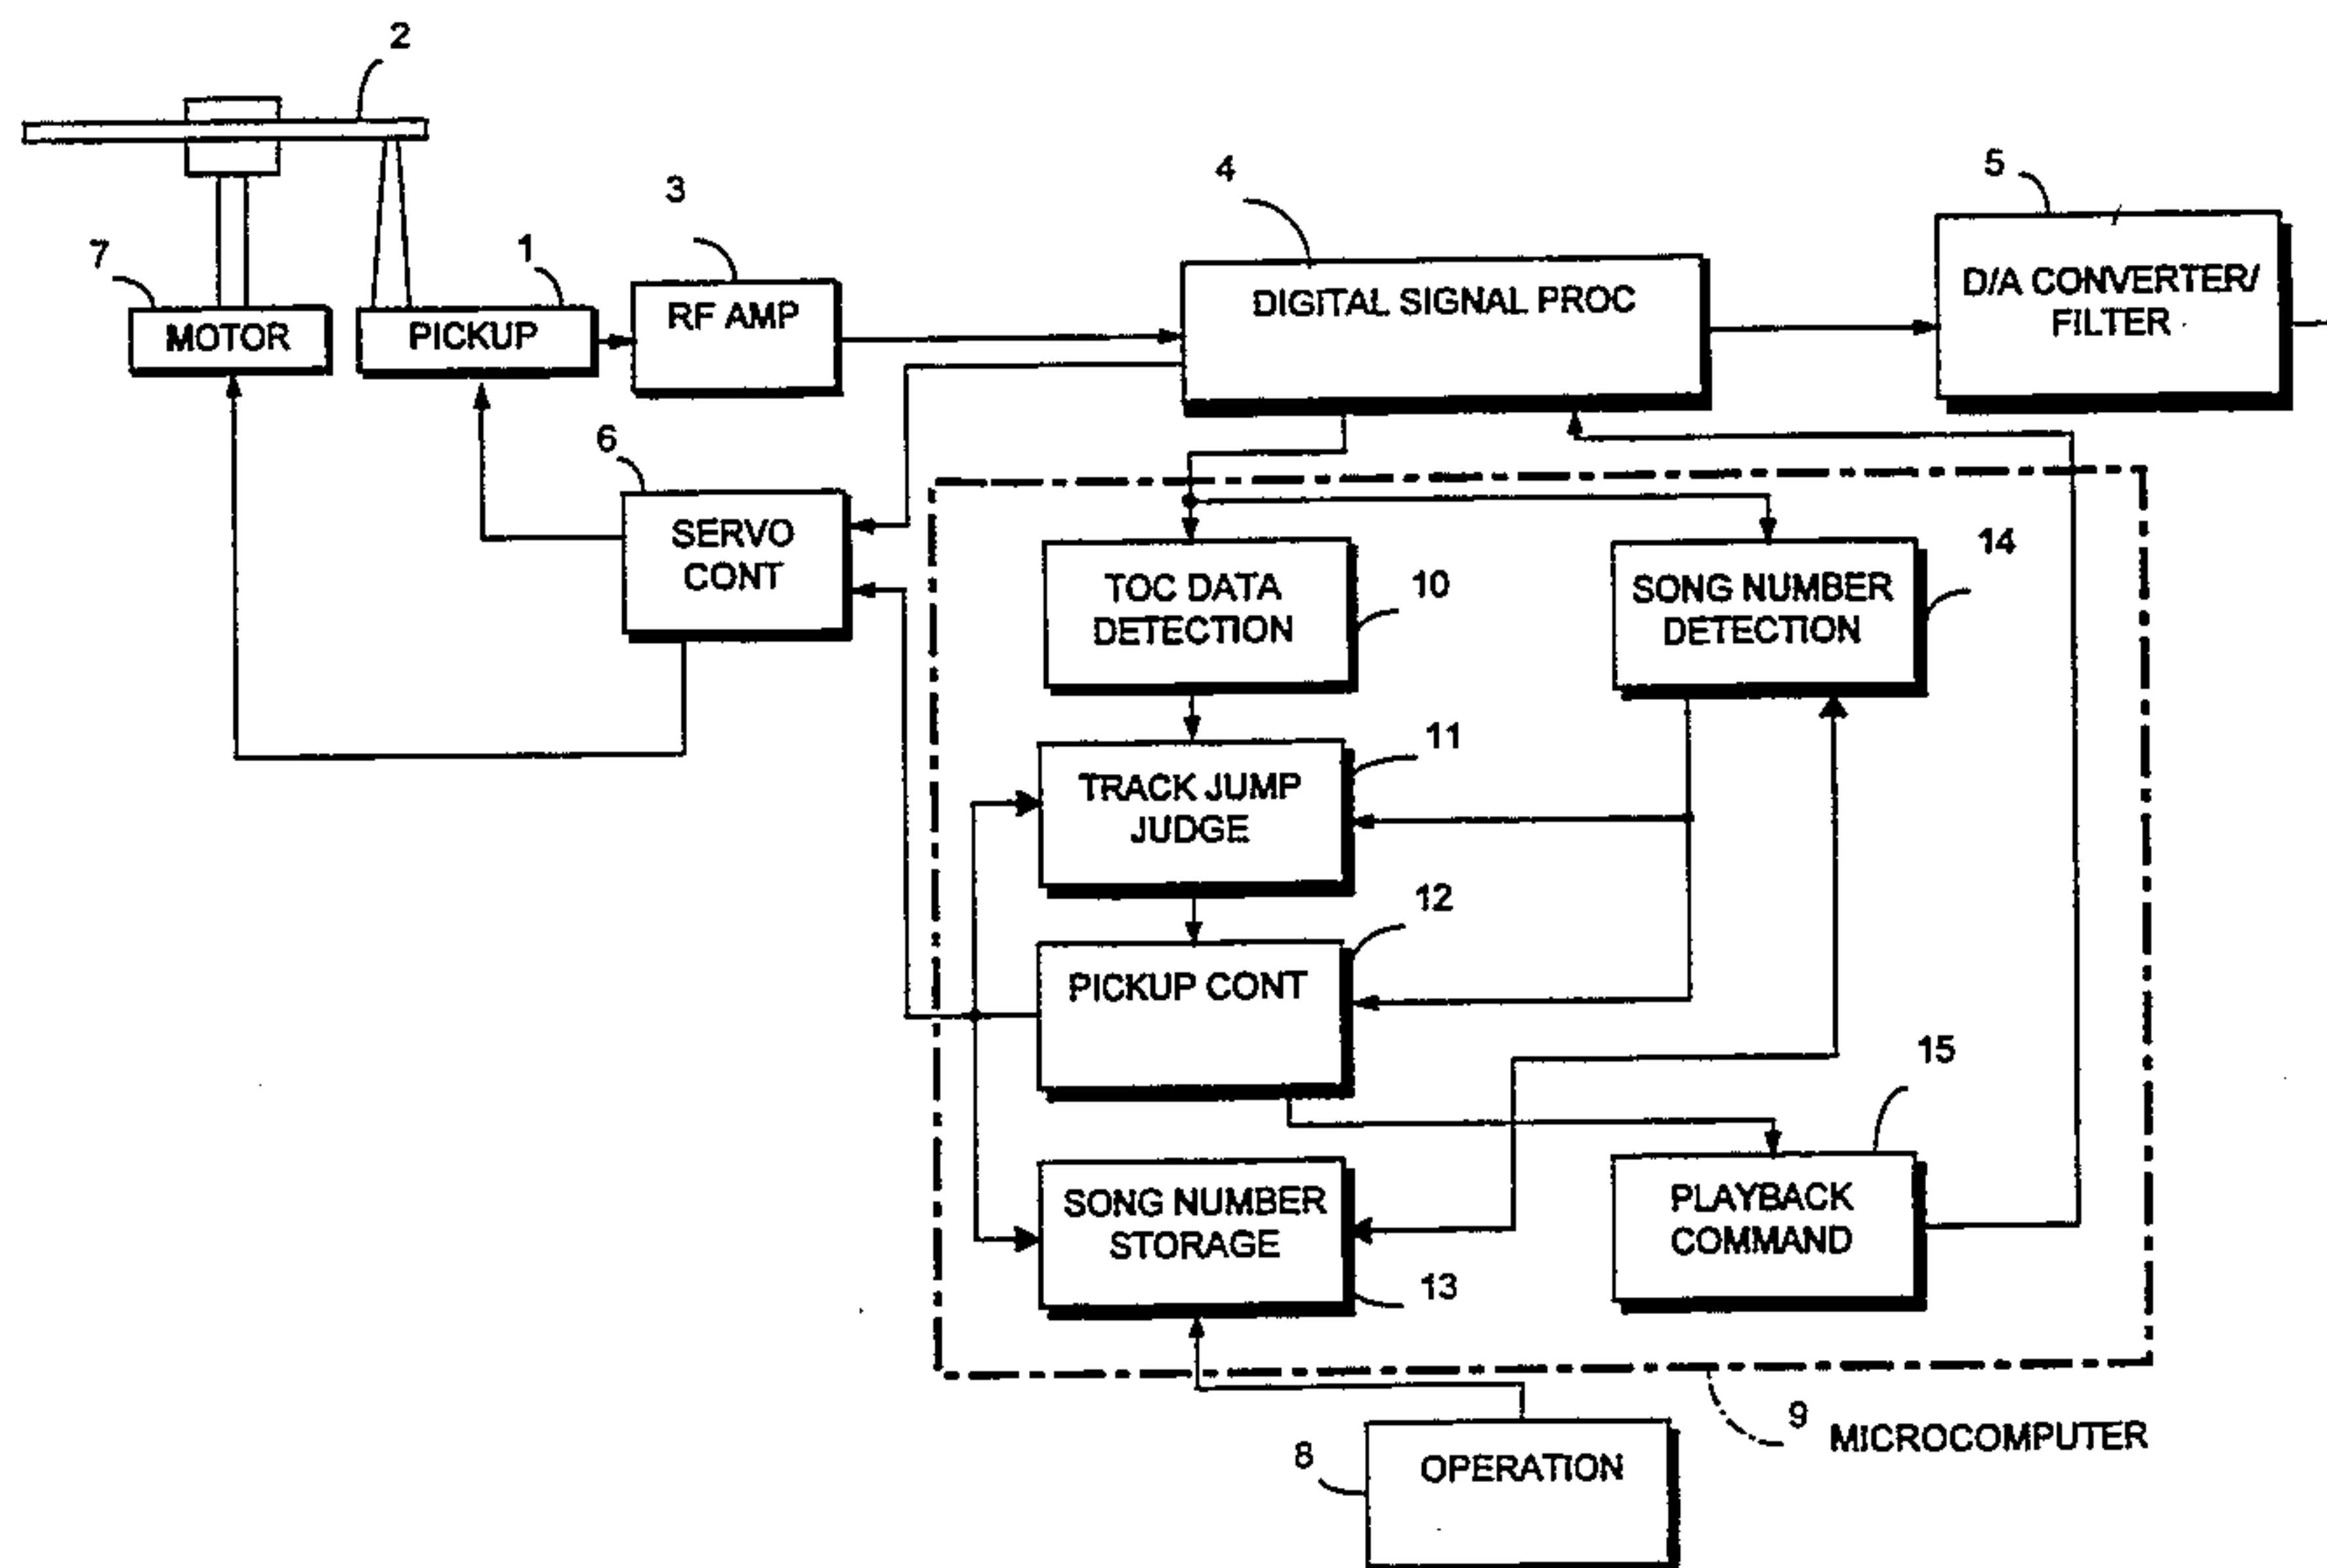 2
3
4
5
7
1
MOTOR
PICKUP
RF AMP
DIGITAL SIGNAL PROC
D/A CONVERTER/
FILTER
6
SERVO
CONT
TOC DATA
DETECTION
10
SONG NUMBER
DETECTION
14
TRACK JUMP
JUDGE
11
PICKUP CONT
12
15
SONG NUMBER
STORAGE
13
PLAYBACK
COMMAND
9
MICROCOMPUTER
8
OPERATION